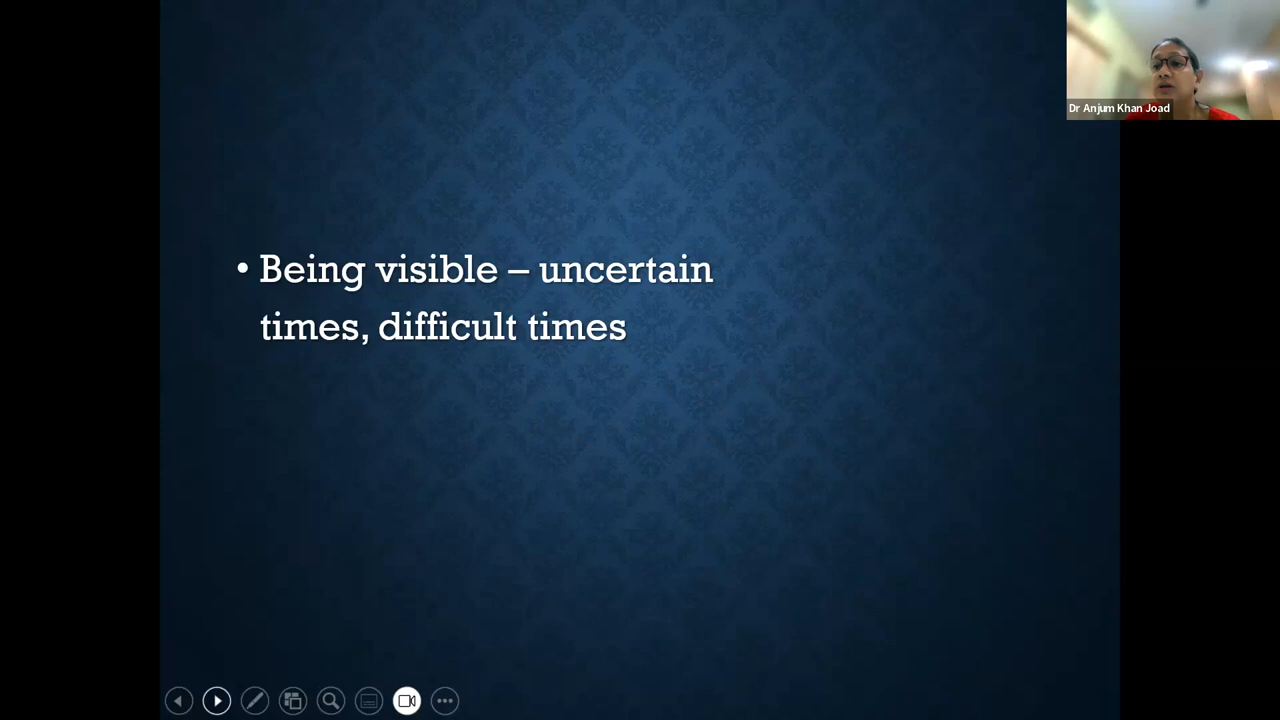 Dr Anjum Khan Joad
• Being visible – uncertain
times, difficult times